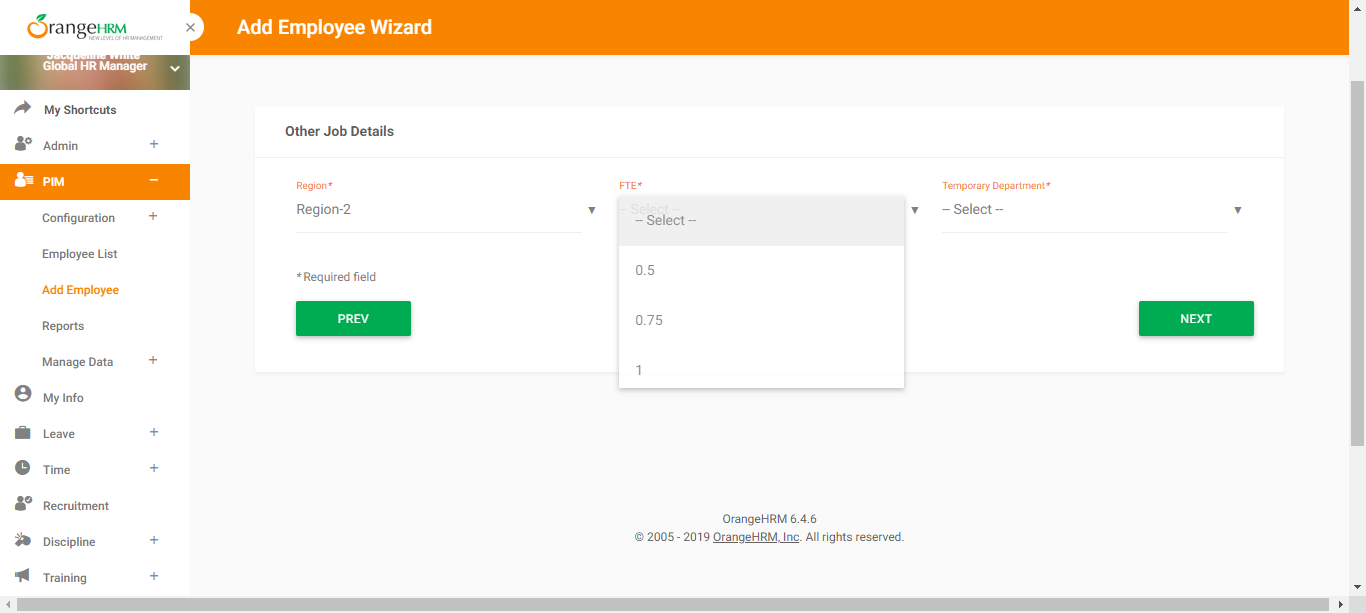 OrangeHRM
NEW LEVEL OF HR MANAGEMENT
Add Employee Wizard
Jacqueline White
Global HR Manager
My Shortcuts
Admin
PIM
Configuration
Employee List
Add Employee
Reports
Manage Data
My Info
Leave
Time
Recruitment
Discipline
Training
Other Job Details
Region*
Region-2
FTE*
-- Select --
-- Select --
0.5
0.75
1
Temporary Department*
-- Select --
* Required field
PREV
NEXT
OrangeHRM 6.4.6
© 2005 - 2019 OrangeHRM, Inc. All rights reserved.